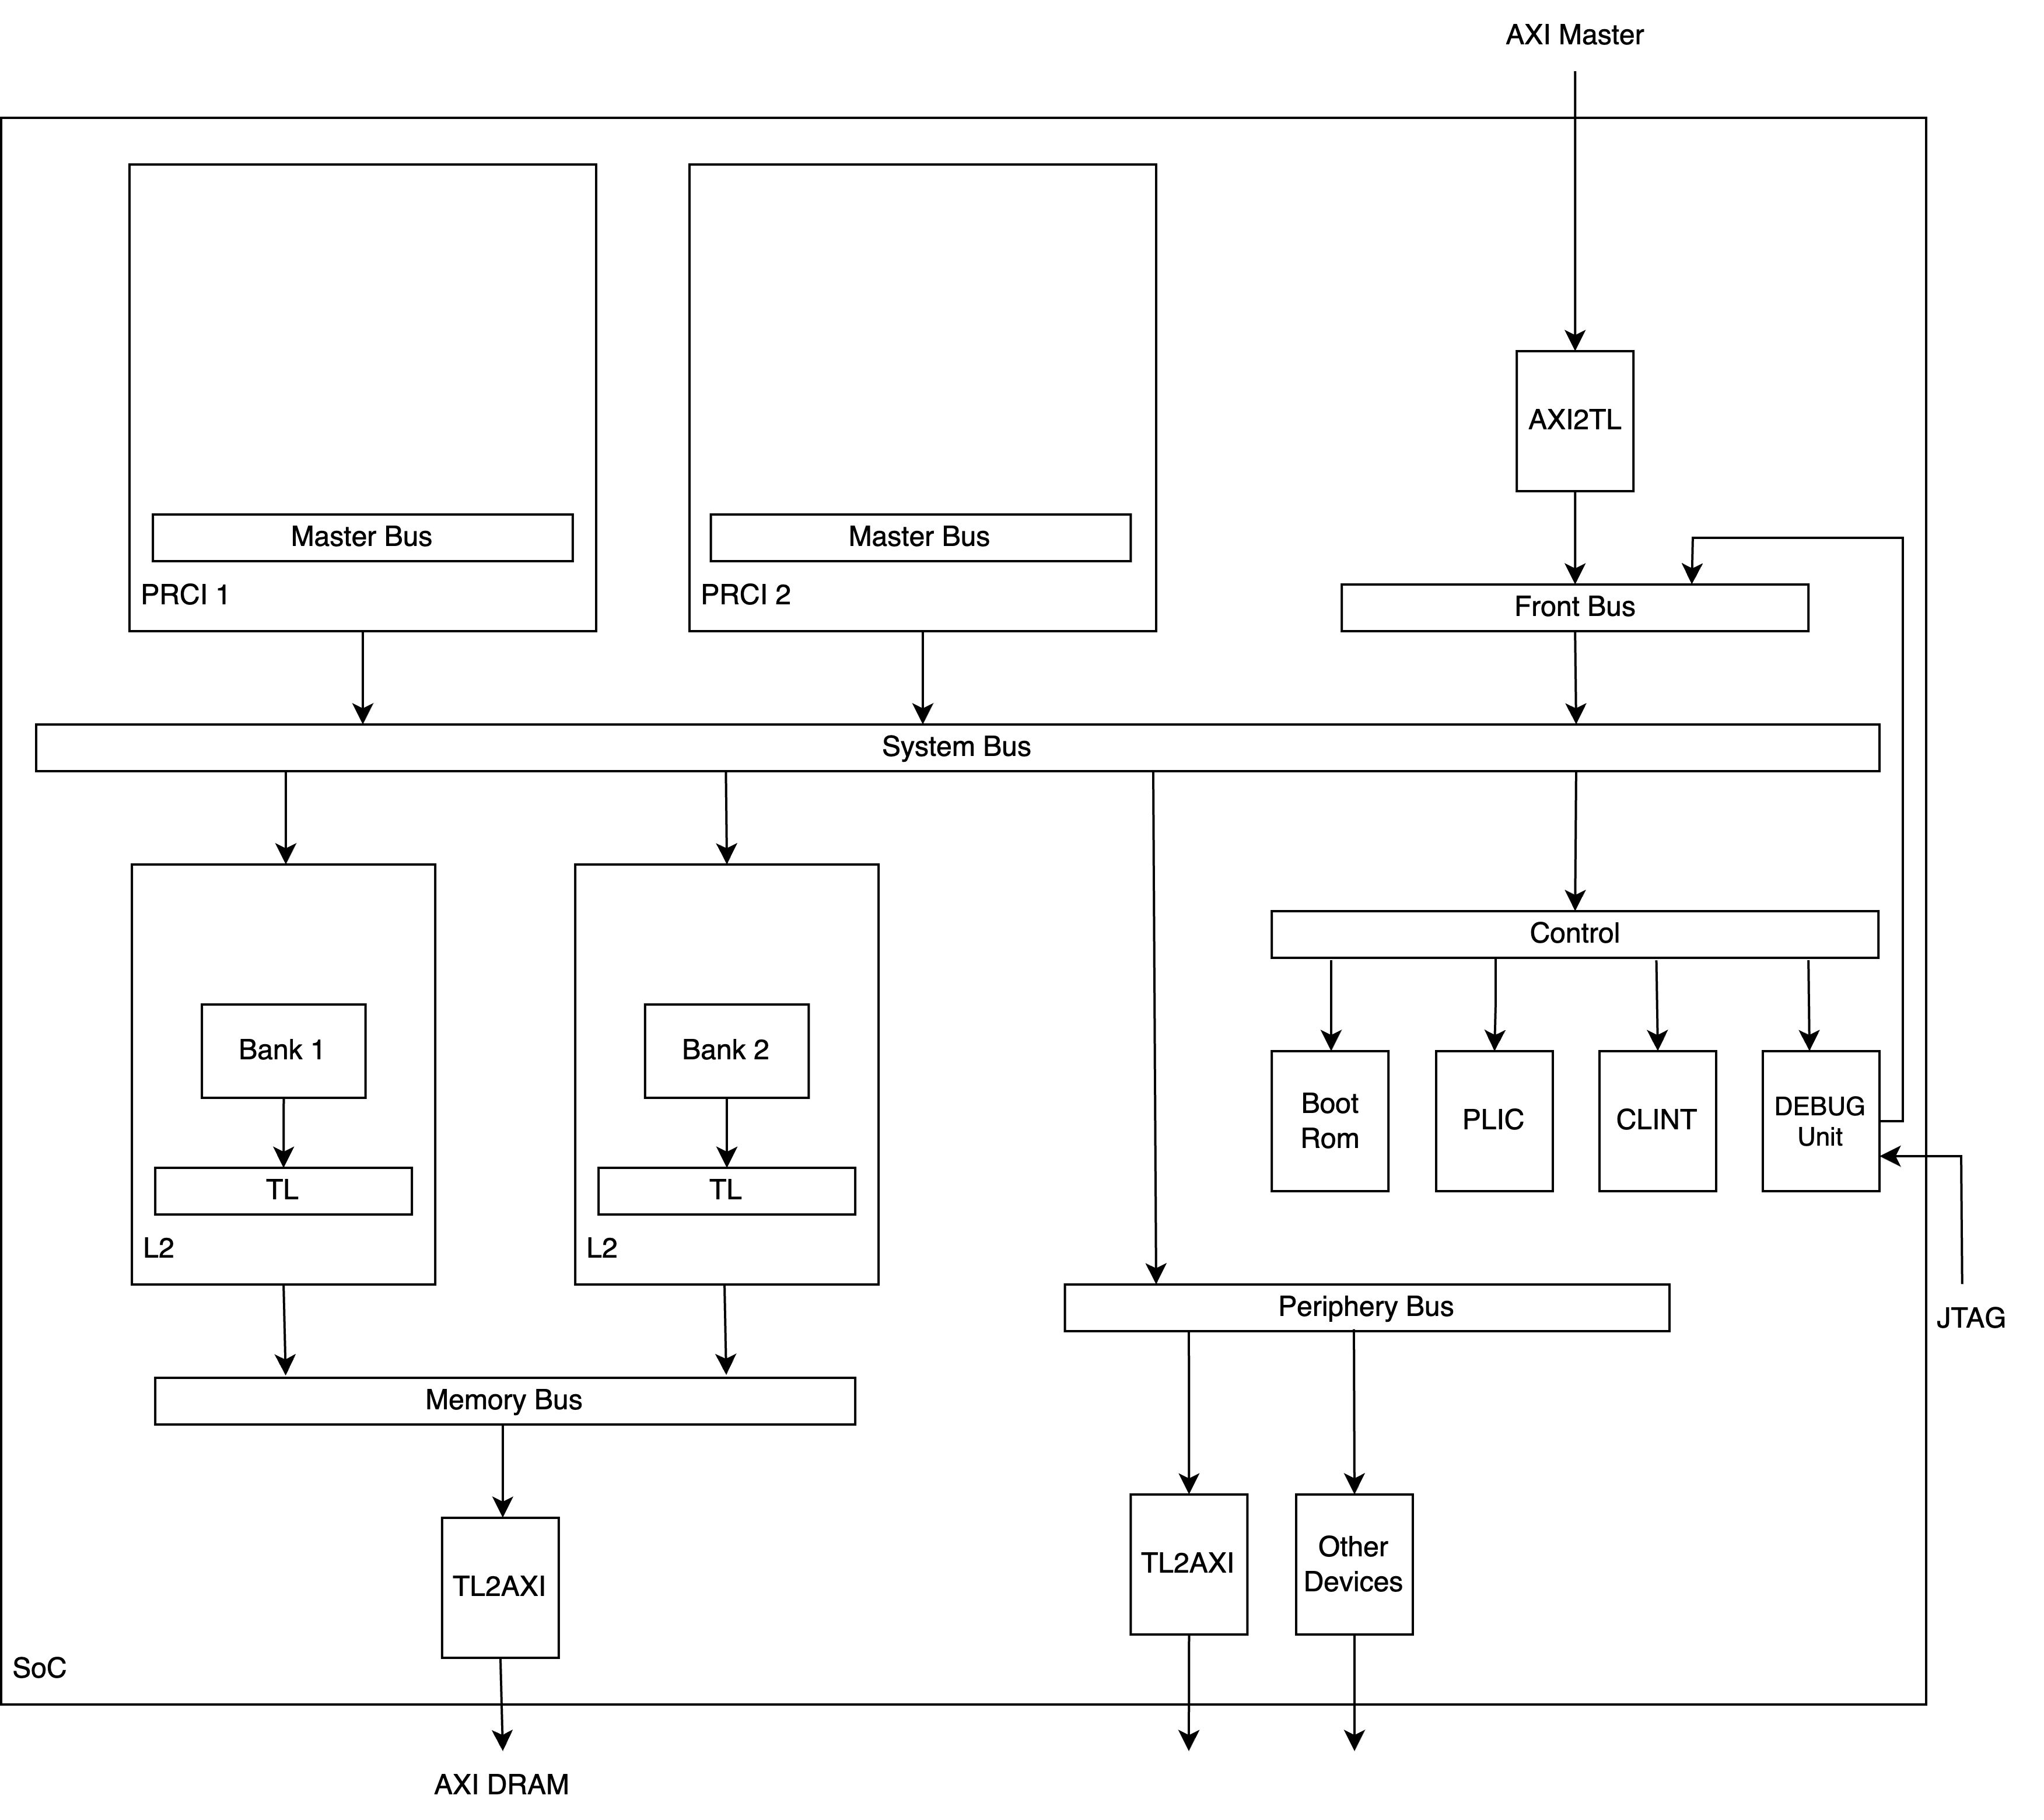 AXI Master
Master Bus
PRCI 1
Master Bus
PRCI 2
AXI2TL
Front Bus
System Bus
Bank 1
TL
L2
Bank 2
TL
L2
Control
Boot
Rom
PLIC
CLINT
DEBUG
Unit
JTAG
Periphery Bus
Memory Bus
TL2AXI
TL2AXI
Other
Devices
SoC
AXI DRAM